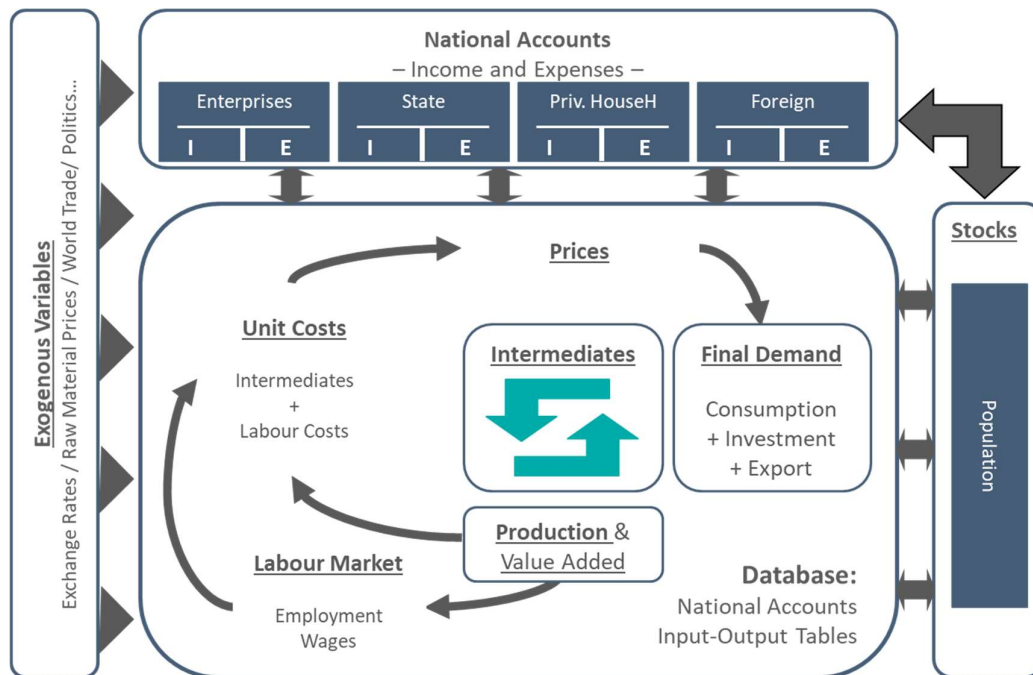 Exogenous Variables
Exchange Rates / Raw Material Prices / World Trade/ Politics...
National Accounts
– Income and Expenses –
Enterprises
I E
State
I E
Priv. HouseH
I E
Foreign
I E
Prices
Unit Costs
Intermediates
+
Labour Costs
Intermediates
Final Demand
Consumption
+ Investment
+ Export
Production &
Value Added
Labour Market
Employment
Wages
Database:
National Accounts
Input-Output Tables
Stocks
Population